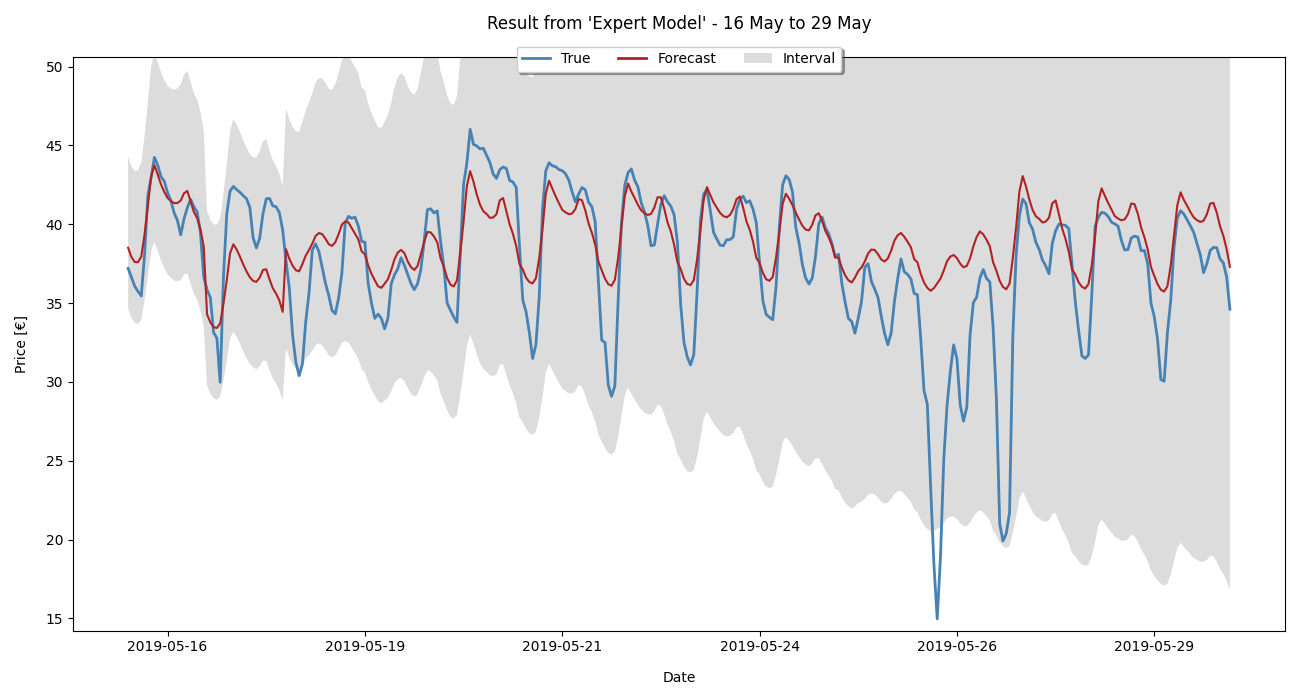 Result from 'Expert Model' - 16 May to 29 May
True Forecast Interval
50
45
40
35
30
25
20
15
Price [€]
2019-05-16 2019-05-19 2019-05-21 2019-05-24 2019-05-26 2019-05-29
Date